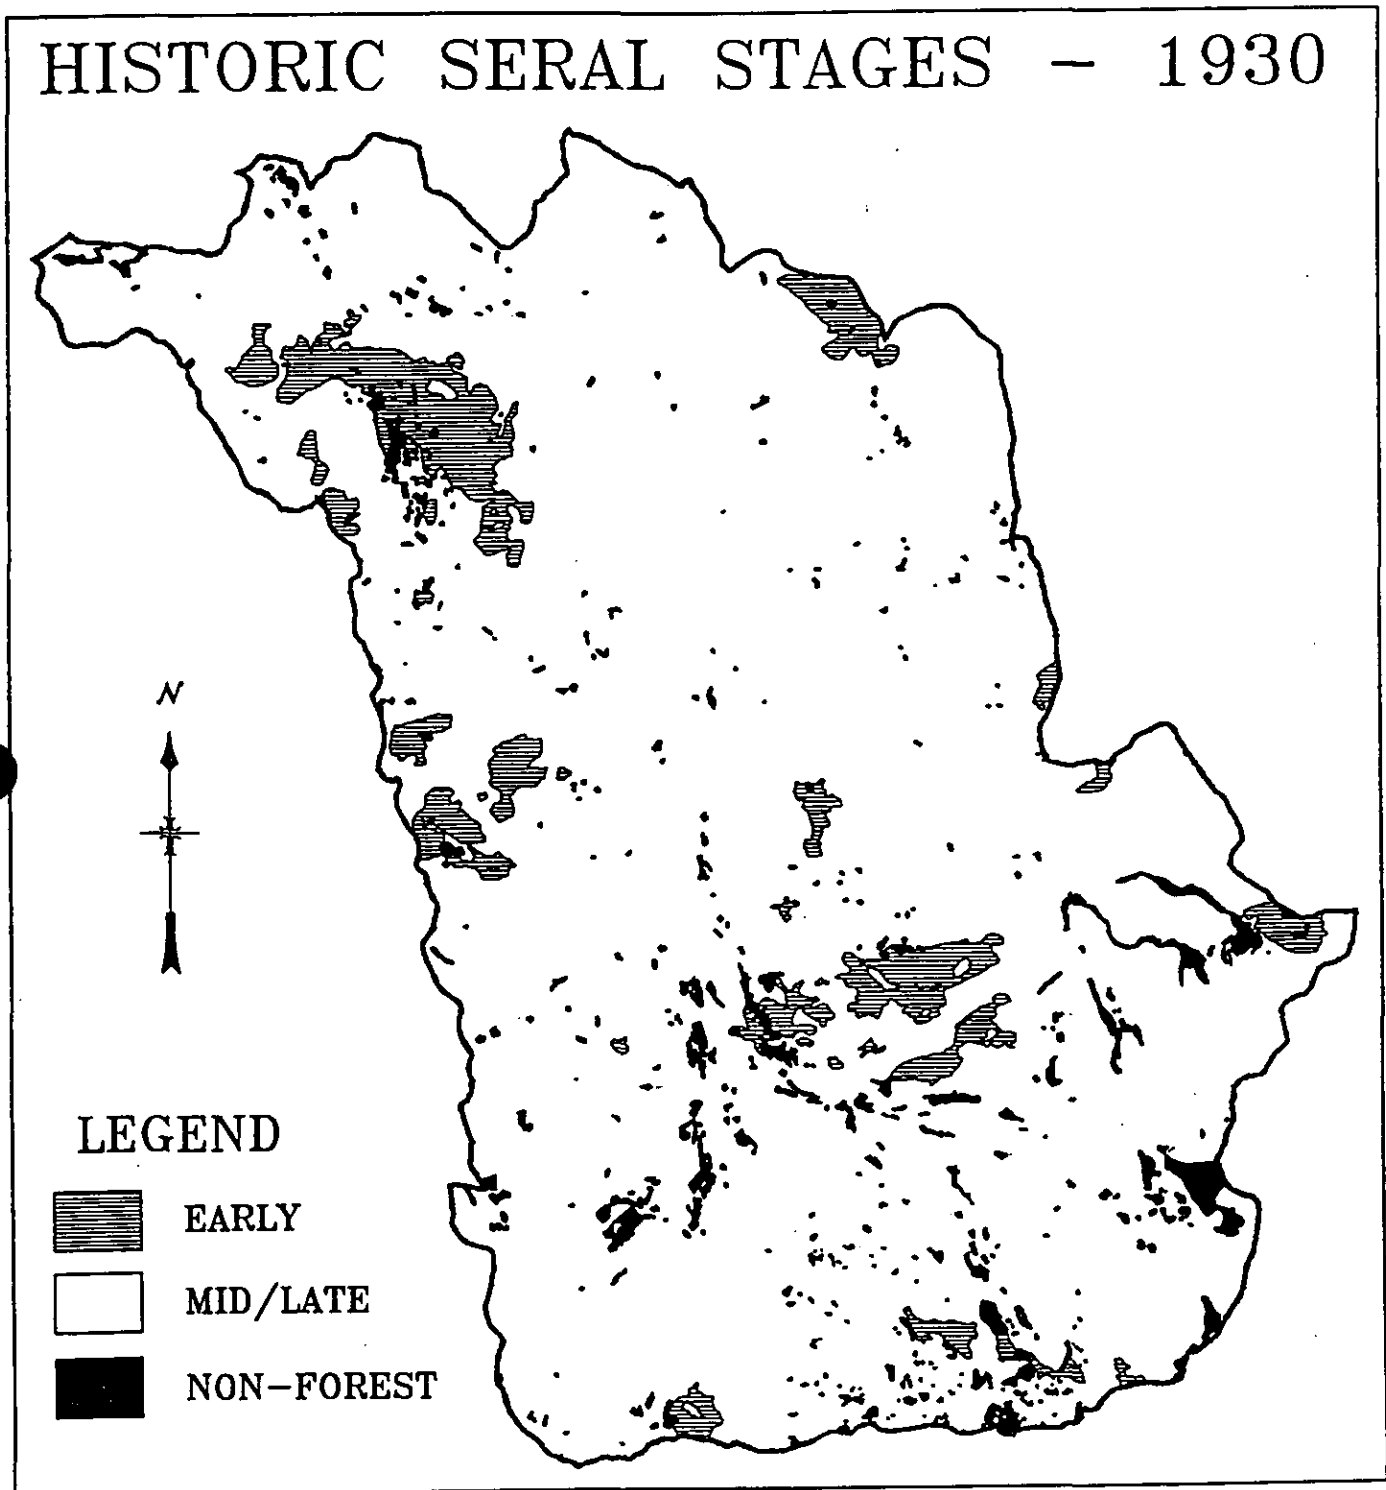 HISTORIC SERAL STAGES - 1930
N
LEGEND
EARLY
MID/LATE
NON-FOREST